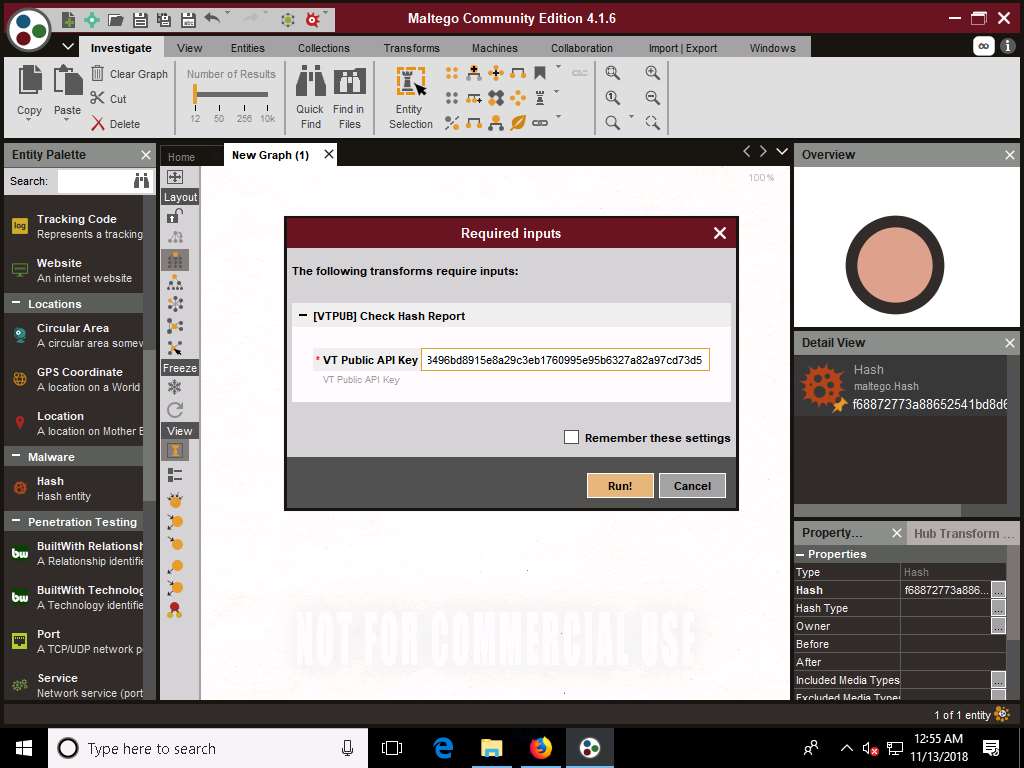 Maltego Community Edition 4.1.6
Investigate View Entities Collections Transforms Machines Collaboration Import | Export Windows
Copy
Paste
Clear Graph
Cut
Delete
Number of Results
12 50 256 10k
Quick
Find
Find in
Files
Entity
Selection
Entity Palette
Search:
log
Tracking Code
Represents a tracking
Website
An internet website
Locations
Circular Area
A circular area somew
GPS Coordinate
A location on a World
Location
A location on Mother E
Malware
Hash
Hash entity
Penetration Testing
bw
BuiltWith Relationsh
A Relationship identifie
bw
BuiltWith Technolog
A Technology identifie
Port
A TCP/UDP network p
Service
Network service (port
Home
New Graph (1)
100%
Layout
Freeze
View
Required inputs
The following transforms require inputs:
[VTPUB] Check Hash Report
* VT Public API Key 3496bd8915e8a29c3eb1760995e95b6327a82a97cd73d5
VT Public API Key
Remember these settings
Run! Cancel
NOT FOR COMMERCIAL USE
Overview
Detail View
Hash
maltego.Hash
f68872773a88652541bd8d6
Property...
Hub Transform ...
Properties
Type Hash
Hash f68872773a886... ...
Hash Type ...
Owner ...
Before
After
Included Media Types ...
Excluded Media Types
1 of 1 entity
Type here to search
12:55 AM
11/13/2018